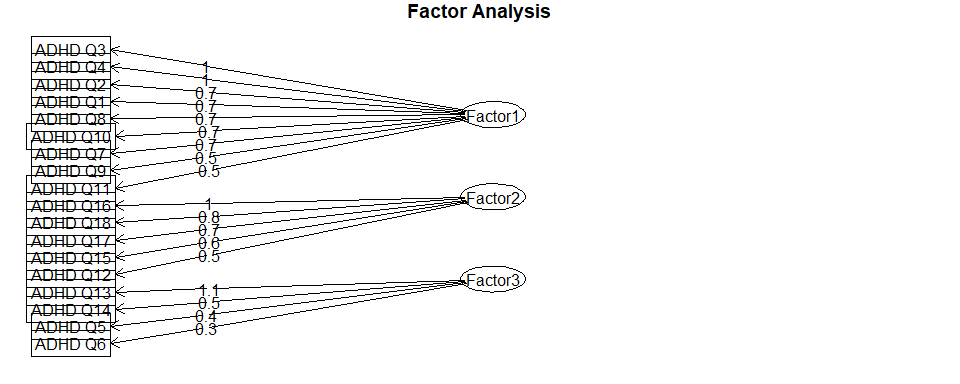 Factor Analysis
ADHD Q3
ADHD Q4
ADHD Q2
ADHD Q1
ADHD Q8
ADHD Q10
ADHD Q7
ADHD Q9
ADHD Q11
ADHD Q16
ADHD Q18
ADHD Q17
ADHD Q15
ADHD Q12
ADHD Q13
ADHD Q14
ADHD Q5
ADHD Q6
1
1
0.7
0.7
0.7
0.7
0.7
0.5
0.5
1
0.8
0.7
0.6
0.5
1.1
0.5
0.4
0.3
Factor1
Factor2
Factor3